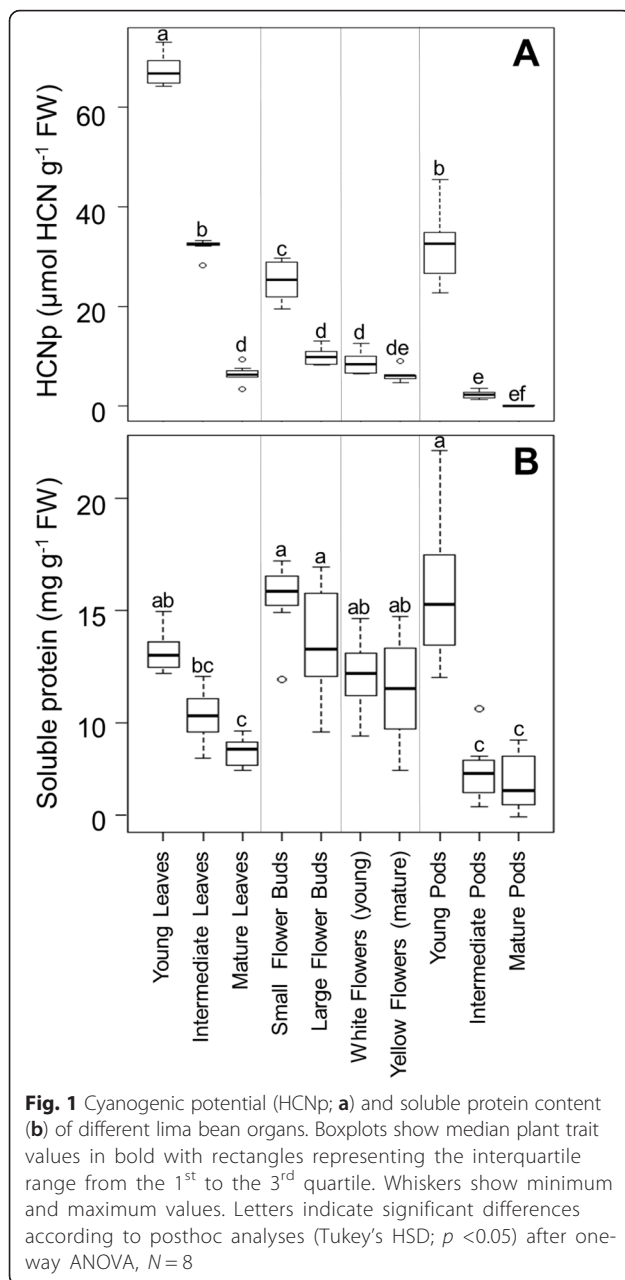 A
a
HCNp (µmol HCN g⁻¹ FW)
60
40
20
0
b
d
c
d
d
de
b
e
ef
B
Soluble protein (mg g⁻¹ FW)
20
15
10
0
ab
bc
c
a
a
ab
ab
a
c
c
Young Leaves
Intermediate Leaves
Mature Leaves
Small Flower Buds
Large Flower Buds
White Flowers (young)
Yellow Flowers (mature)
Young Pods
Intermediate Pods
Mature Pods
Fig. 1 Cyanogenic potential (HCNp; a) and soluble protein content
(b) of different lima bean organs. Boxplots show median plant trait
values in bold with rectangles representing the interquartile
range from the 1st to the 3rd quartile. Whiskers show minimum
and maximum values. Letters indicate significant differences
according to posthoc analyses (Tukey's HSD; p <0.05) after one-
way ANOVA, N = 8